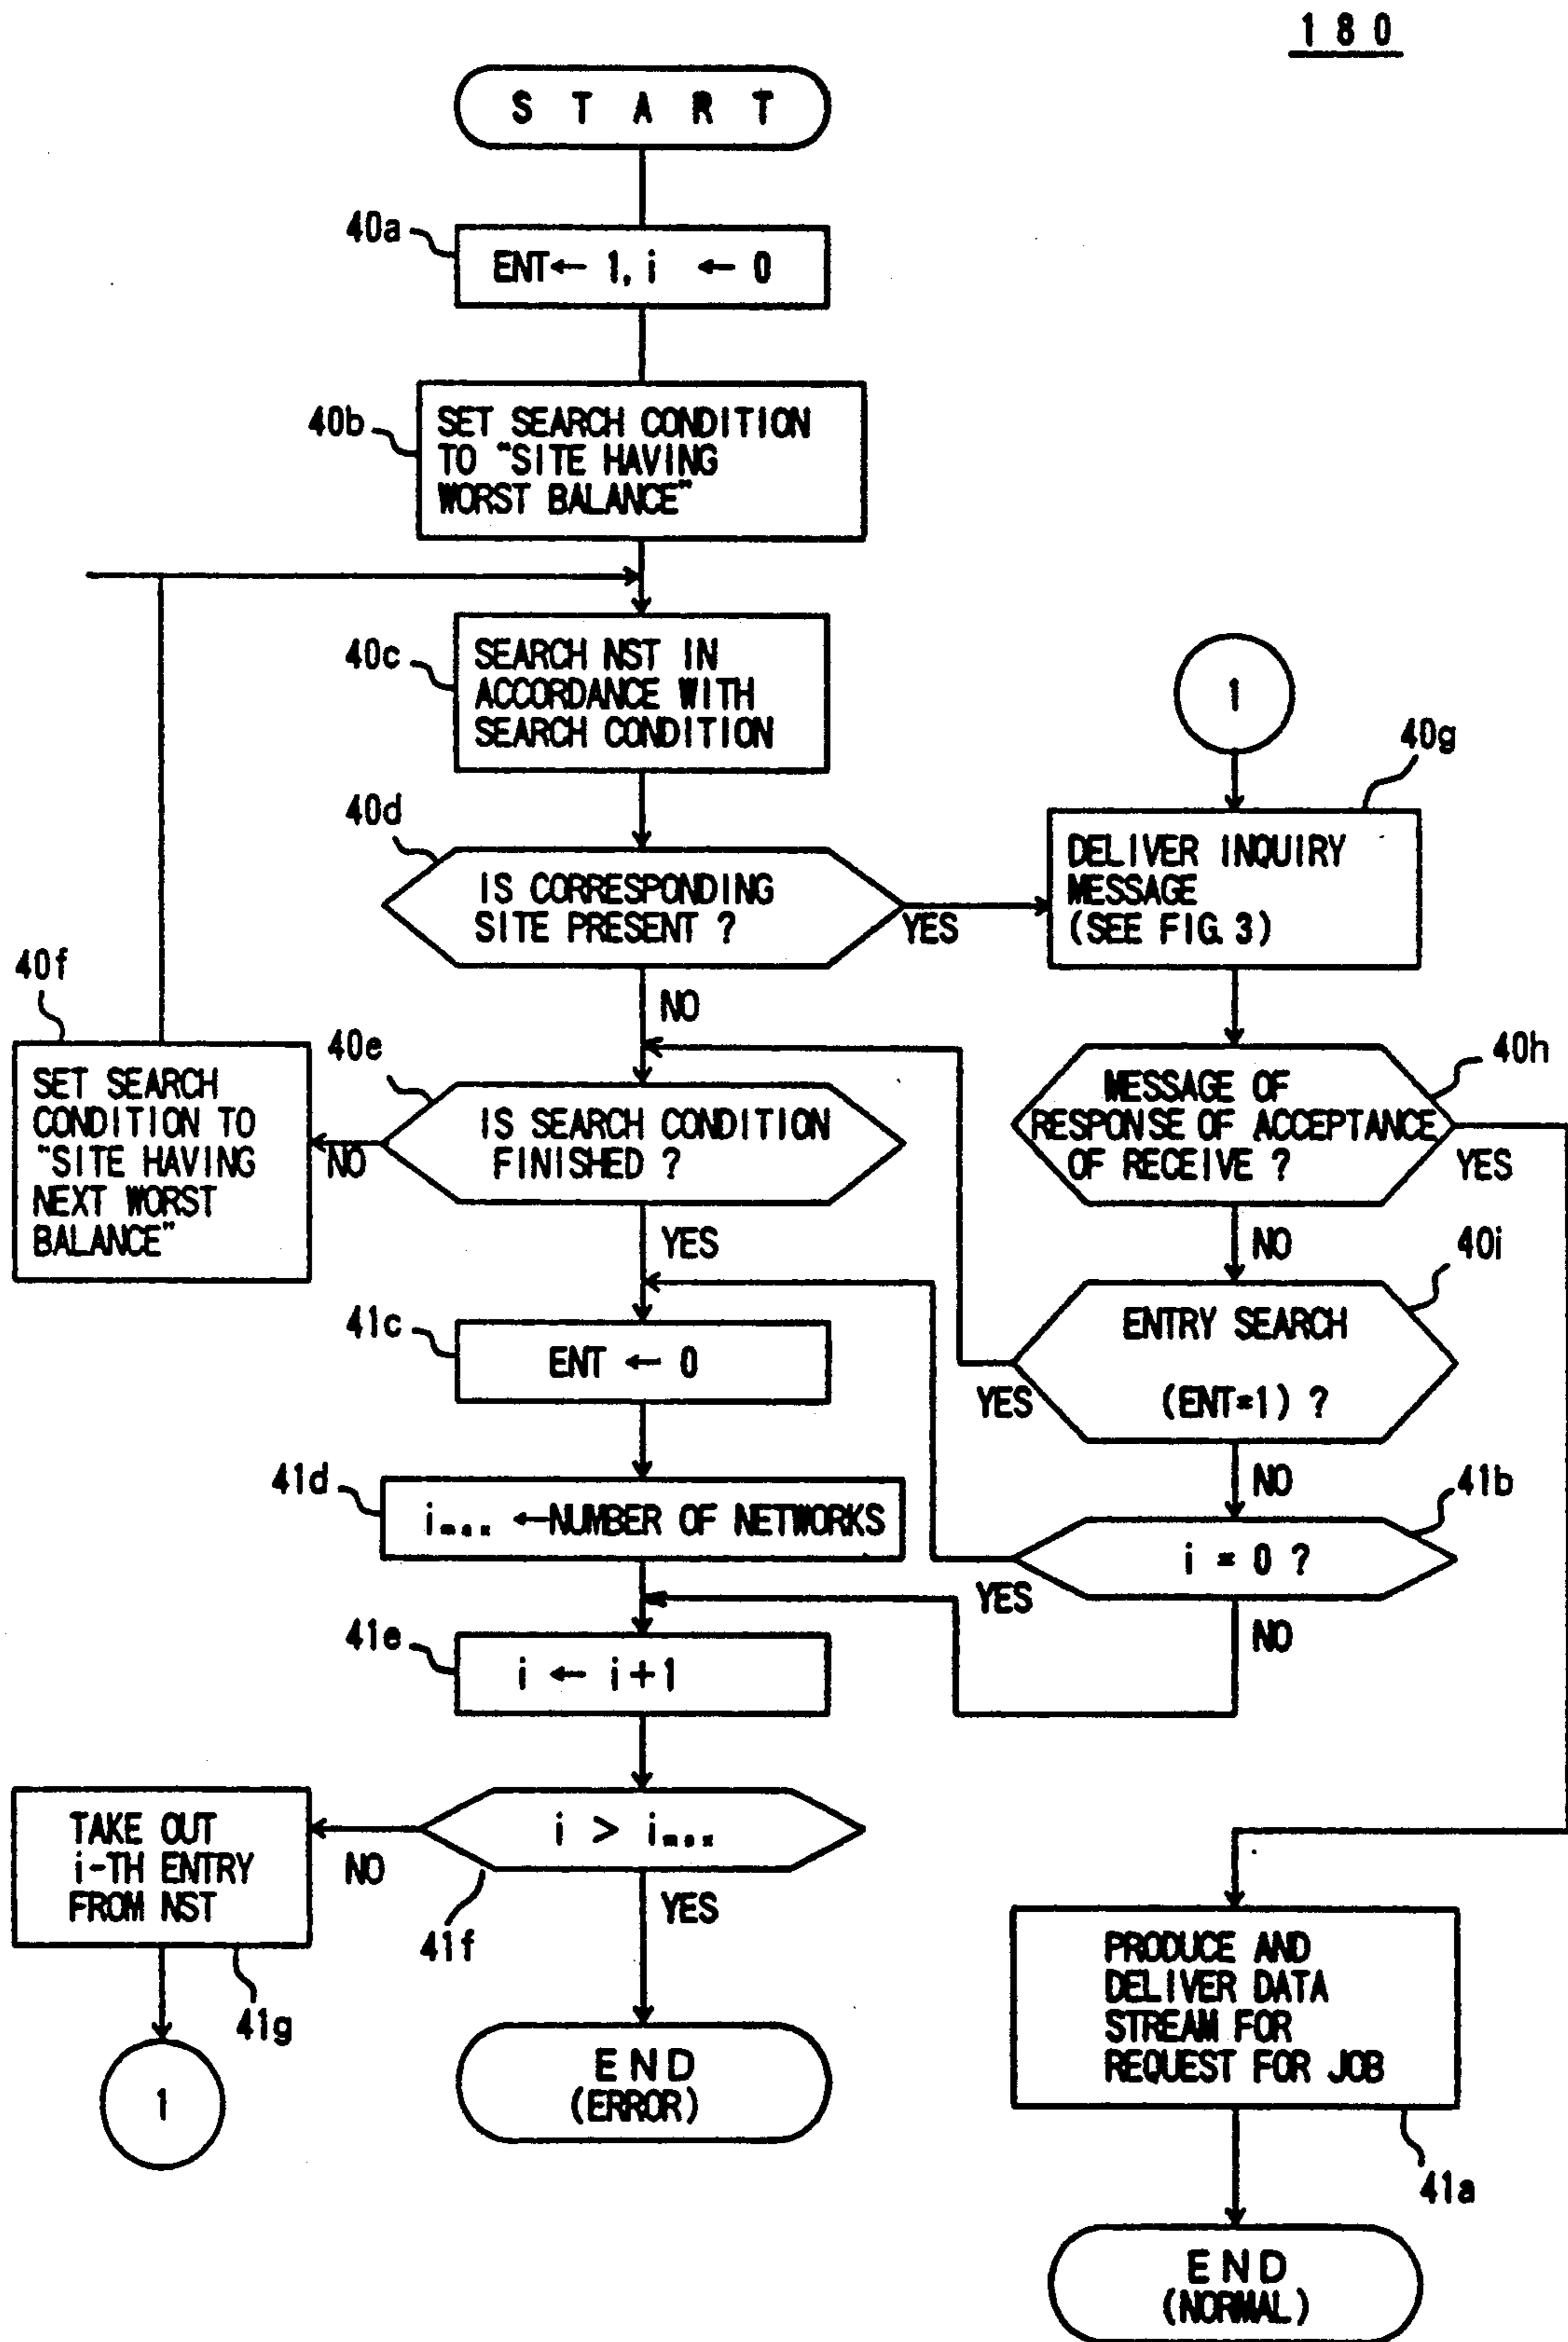 180
START
40a
ENT← 1, i ← 0
40b
SET SEARCH CONDITION
TO "SITE HAVING
WORST BALANCE"
40c
SEARCH NST IN
ACCORDANCE WITH
SEARCH CONDITION
1
40g
40d
IS CORRESPONDING
SITE PRESENT ?
YES
NO
DELIVER INQUIRY
MESSAGE
(SEE FIG. 3)
40f
SET SEARCH
CONDITION TO
"SITE HAVING
NEXT WORST
BALANCE"
40e
IS SEARCH CONDITION
FINISHED ?
NO
YES
40h
MESSAGE OF
RESPONSE OF ACCEPTANCE
OF RECEIVE ?
YES
NO
40i
ENTRY SEARCH
(ENT=1) ?
YES
NO
41c
ENT ← 0
41d
imax ←NUMBER OF NETWORKS
41b
i = 0 ?
YES
NO
41e
i ← i+1
TAKE OUT
i-TH ENTRY
FROM NST
NO
i > imax
YES
41f
41g
1
END
(ERROR)
PRODUCE AND
DELIVER DATA
STREAM FOR
REQUEST FOR JOB
41a
END
(NORMAL)